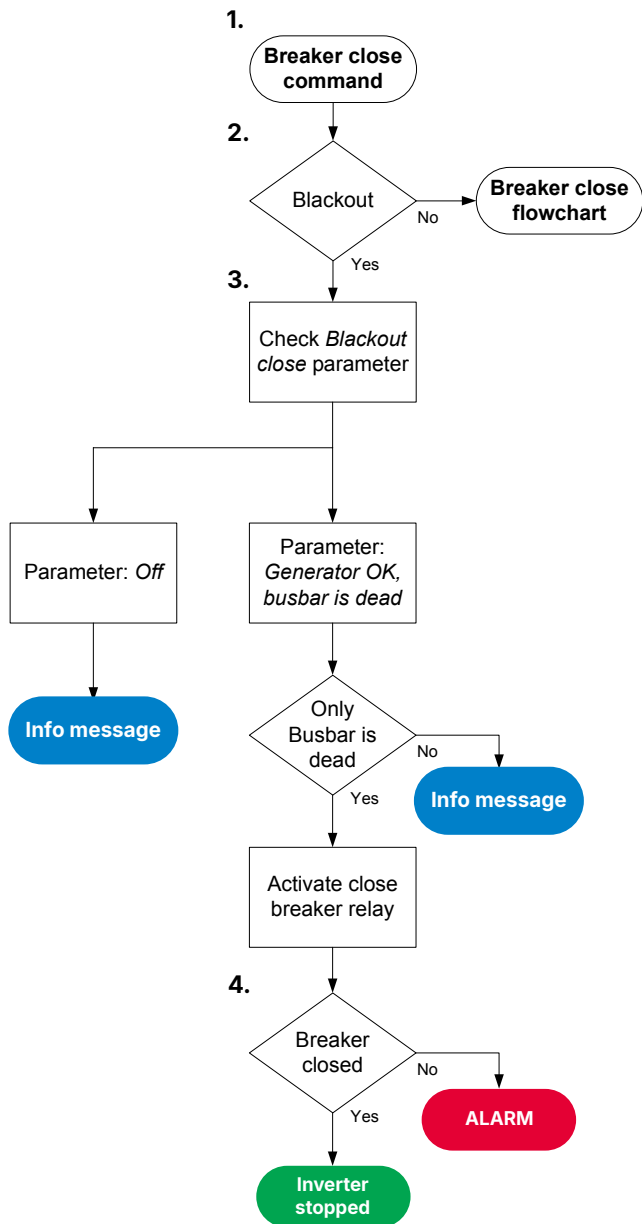 1.
Breaker close
command
2.
Blackout
No
Breaker close
flowchart
Yes
3.
Check Blackout
close parameter
Parameter: Off
Parameter:
Generator OK,
busbar is dead
Info message
Only
Busbar is
dead
No
Info message
Yes
Activate close
breaker relay
4.
Breaker
closed
No
ALARM
Yes
Inverter
stopped